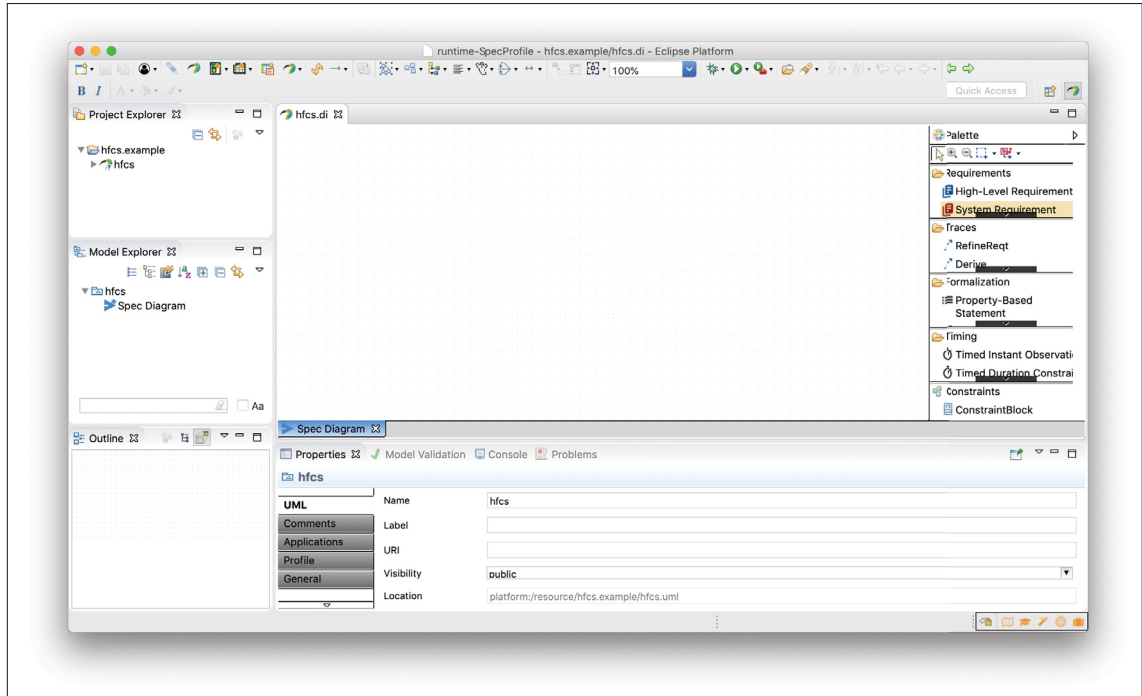 runtime-SpecProfile - hfcs.example/hfcs.di - Eclipse Platform
100%
B I A
Quick Access
Project Explorer
hfcs.example
hfcs
hfcs.di
Palette
Requirements
High-Level Requirement
System Requirement
Traces
RefineReqt
Derive
Formalization
Property-Based
Statement
Timing
Timed Instant Observati
Timed Duration Constrai
Constraints
ConstraintBlock
Model Explorer
hfcs
Spec Diagram
Aa
Spec Diagram
Outline
Properties Model Validation Console Problems
hfcs
UML
Comments
Applications
Profile
General
Name hfcs
Label
URI
Visibility public
Location platform:/resource/hfcs.example/hfcs.uml